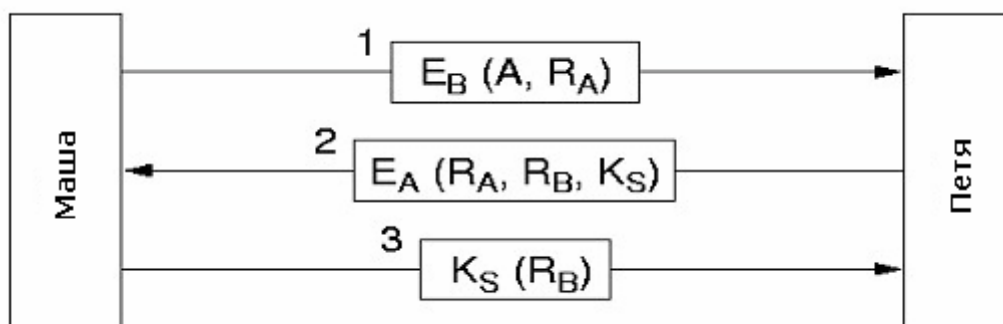 Маша
1
E_B (A, R_A)
2
E_A (R_A, R_B, K_S)
3
K_S (R_B)
Петя